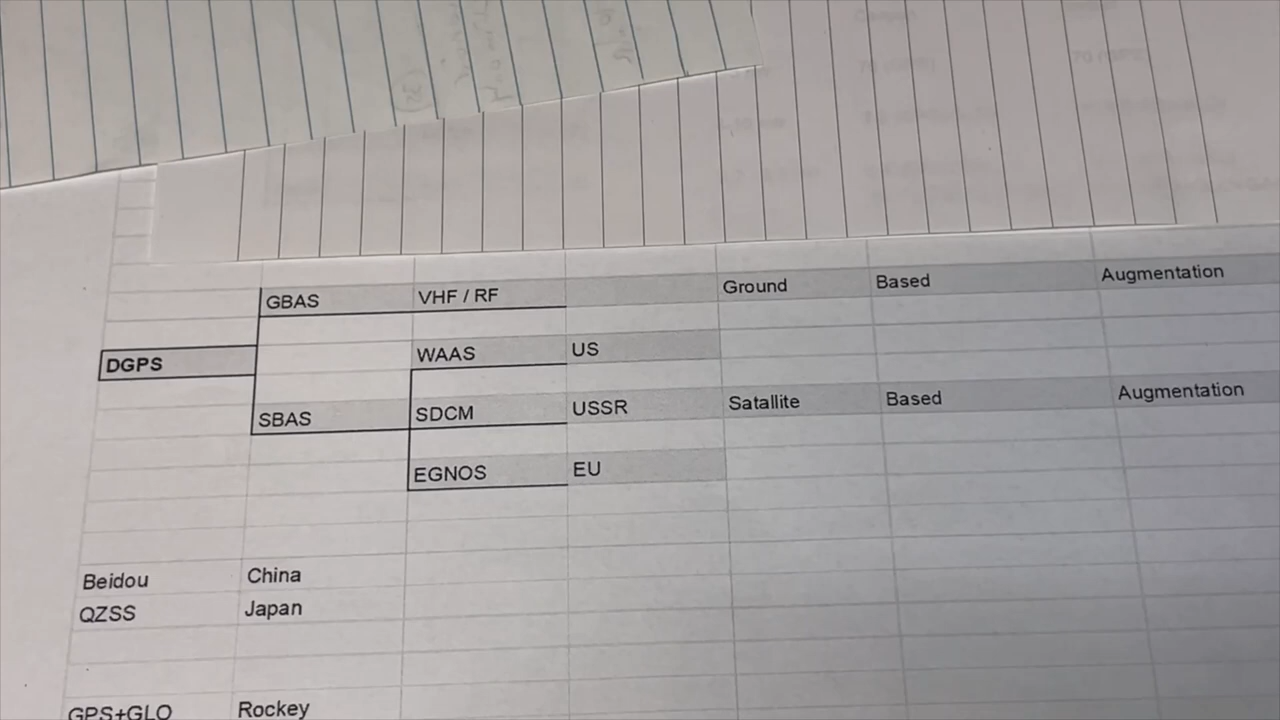 GBAS VHF / RF Ground Based Augmentation
WAAS US
DGPS
SBAS SDCM USSR Satallite Based Augmentation
EGNOS EU
Beidou China
QZSS Japan
GPS+GLO Rockey